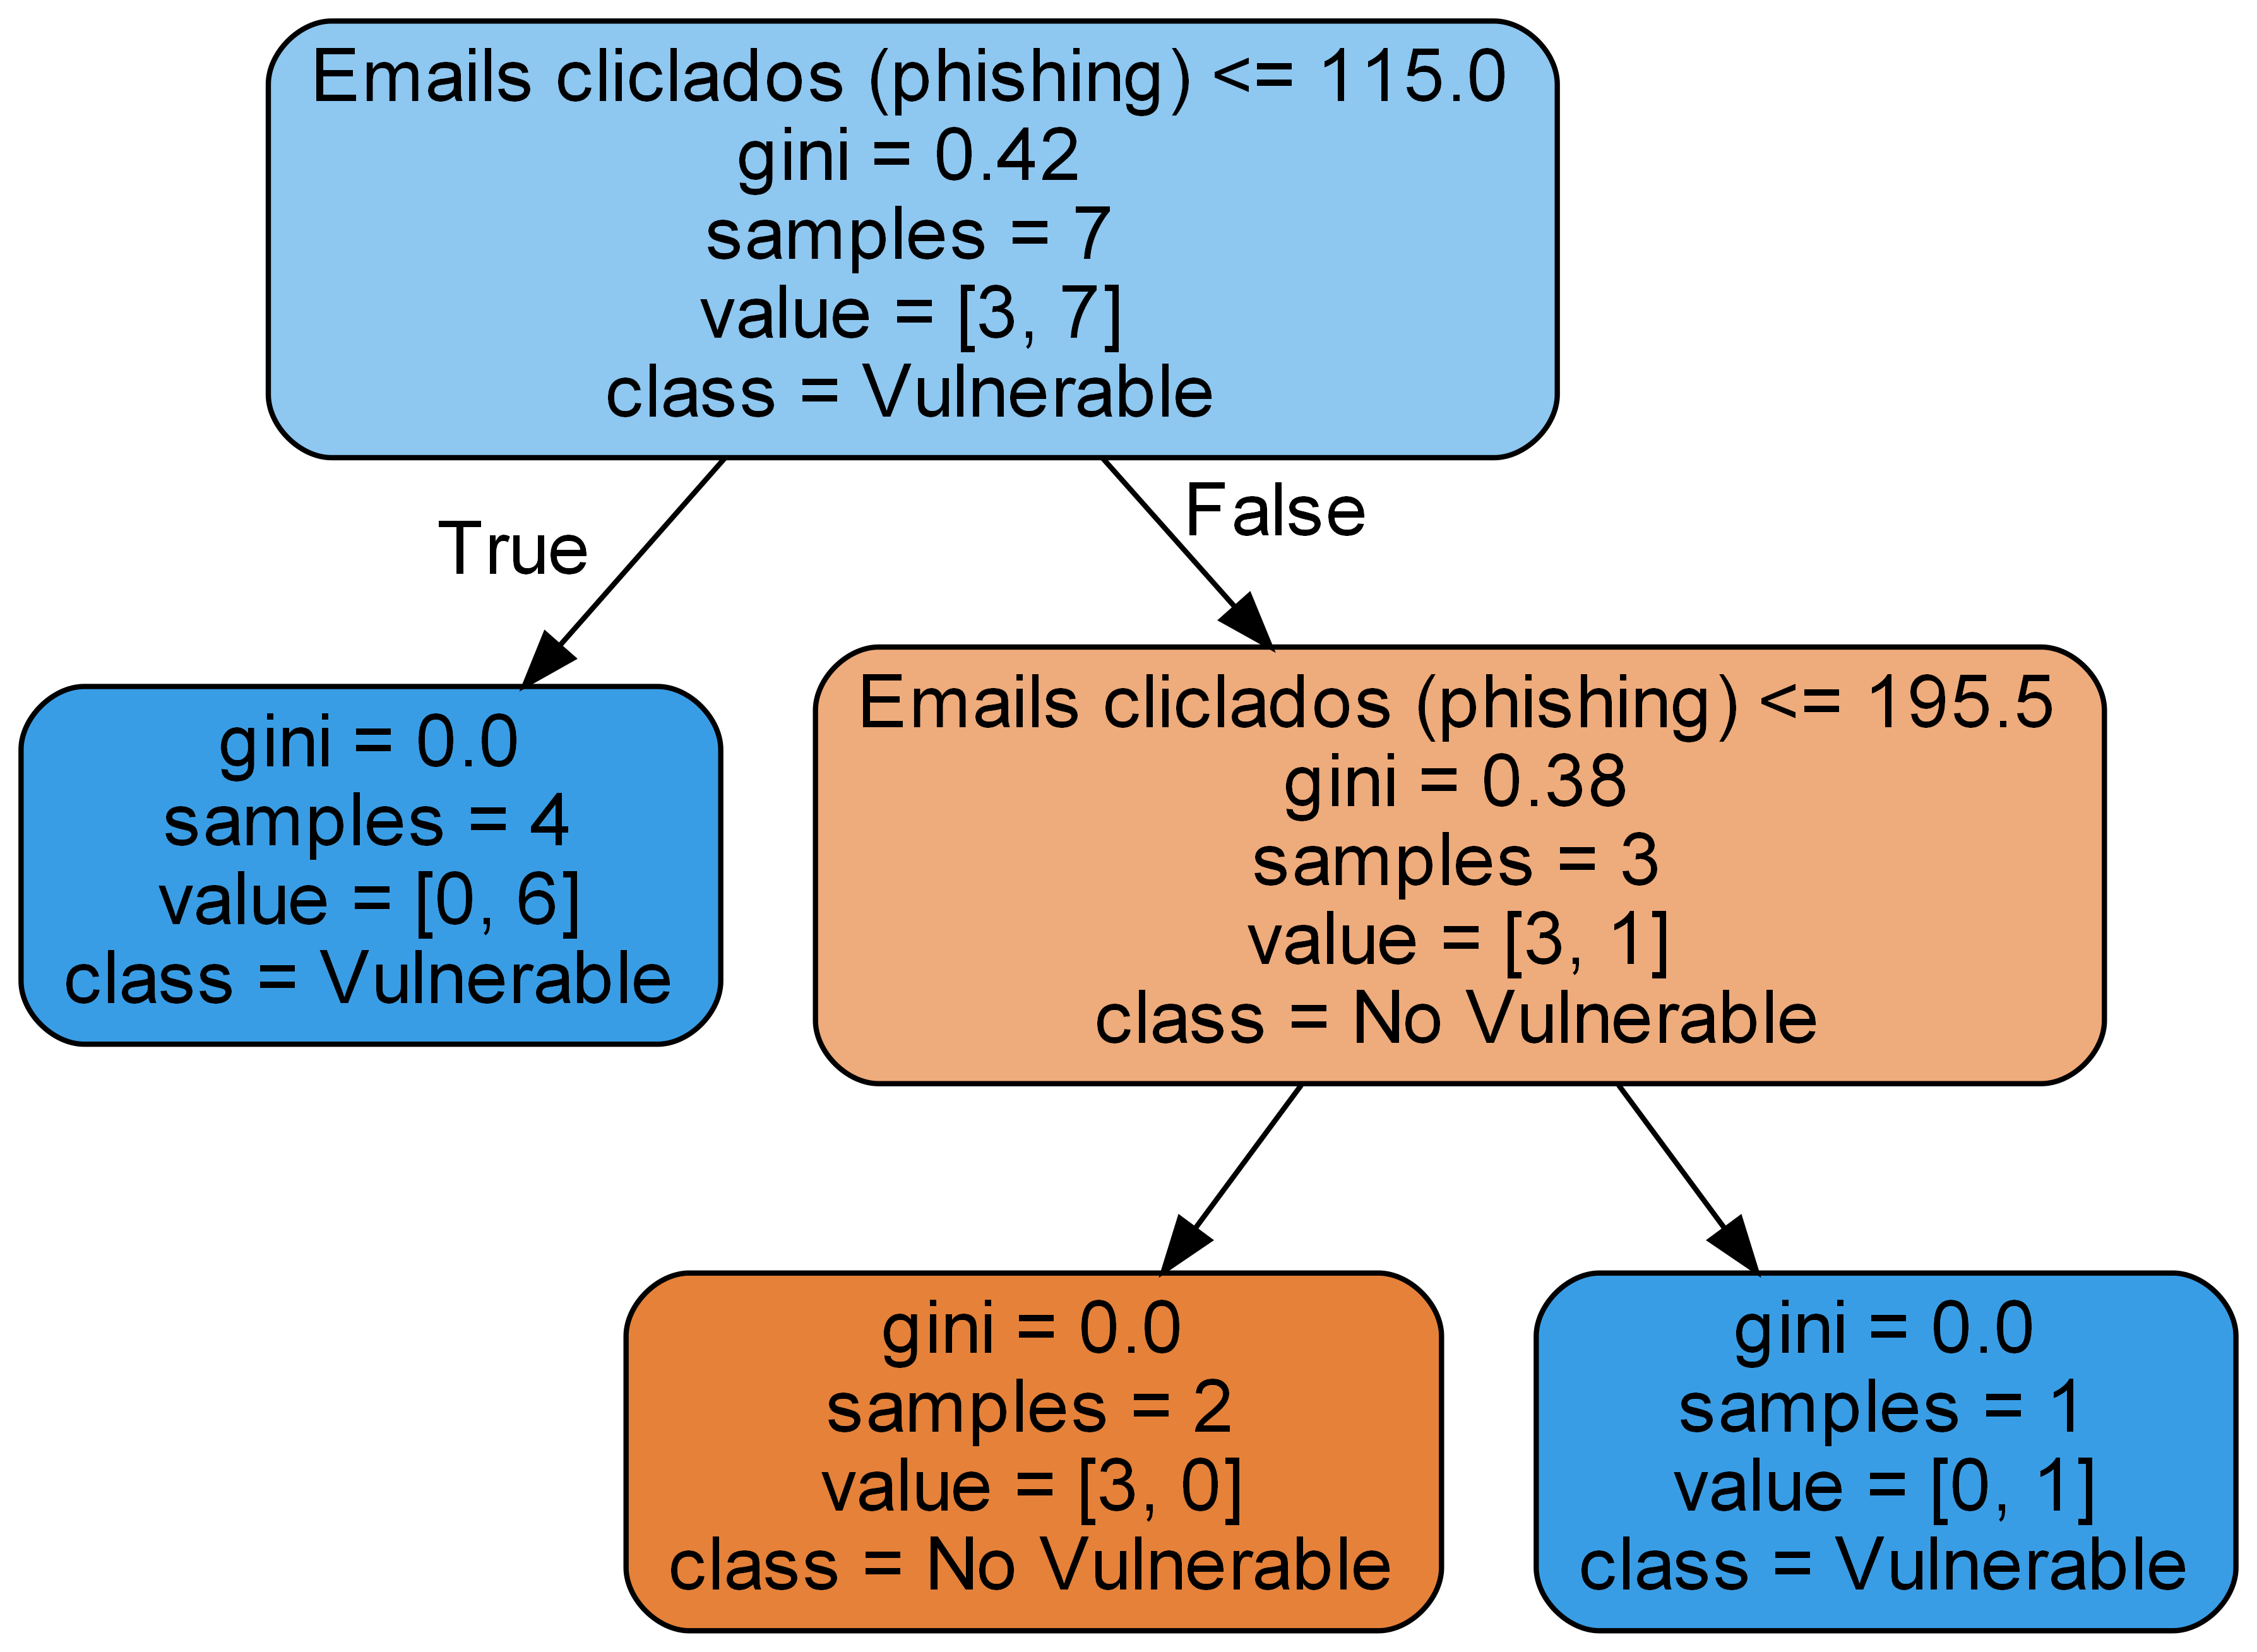 Emails cliclados (phishing) <= 115.0
gini = 0.42
samples = 7
value = [3, 7]
class = Vulnerable
True
False
gini = 0.0
samples = 4
value = [0, 6]
class = Vulnerable
Emails cliclados (phishing) <= 195.5
gini = 0.38
samples = 3
value = [3, 1]
class = No Vulnerable
gini = 0.0
samples = 2
value = [3, 0]
class = No Vulnerable
gini = 0.0
samples = 1
value = [0, 1]
class = Vulnerable